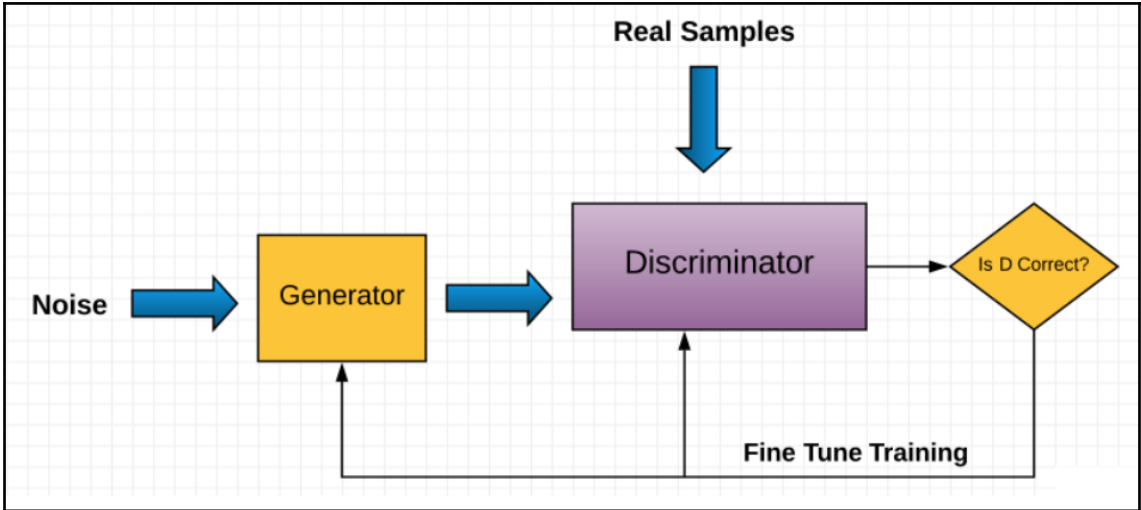 Real Samples
Discriminator
Is D Correct?
Generator
Noise
Fine Tune Training